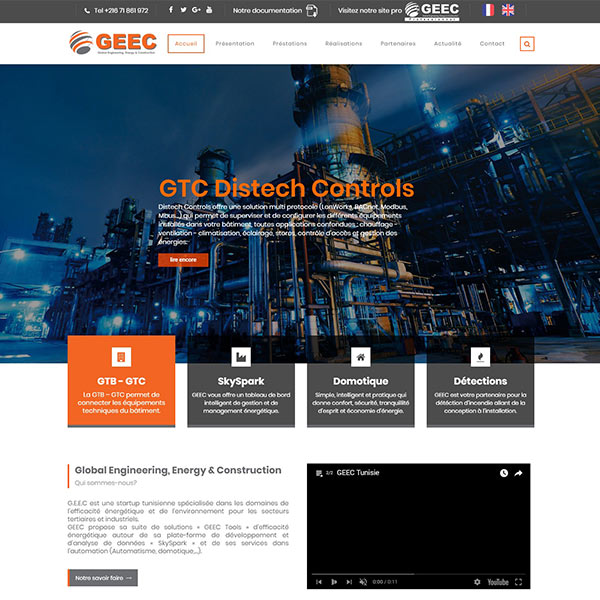 Tel +216 71 861 972
Notre documentation
Visitez notre site pro
GEEC
GEEC
Global Engineering, Energy & Construction
Accueil
Présentation
Préstations
Réalisations
Partenaires
Actualité
Contact
GTC Distech Controls
Distech Controls offre une solution multi protocole (LonWorks, BACnet, Modbus,
Mbus…) qui permet de superviser et de configurer les différents équipements
installés dans votre bâtiment, toutes applications confondues : chauffage -
ventilation - climatisation, éclairage, stores, contrôle d'accès et gestion des
énergies.
lire encore
GTB - GTC
La GTB – GTC permet de
connecter les équipements
techniques du bâtiment.
SkySpark
GEEC vous offre un tableau de bord
intelligent de gestion et de
management énergétique.
Domotique
Simple, intelligent et pratique qui
donne confort, sécurité, tranquillité
d'esprit et économie d'énergie.
Détections
GEEC est votre partenaire pour la
détéction d'incendie allant de la
conception à l'installation.
Global Engineering, Energy & Construction
Qui sommes-nous?
G.E.E.C est une startup tunisienne spécialisée dans les domaines de
l'efficacité énergétique et de l'environnement pour les secteurs
tertiaires et industriels.
GEEC propose sa suite de solutions « GEEC Tools » d'efficacité
énergétique autour de sa plate-forme de développement et
d'analyse de données « SkySpark » et de ses services dans
l'automation (Automatisme, domotique,...).
Notre savoir faire
2/2
GEEC Tunisie
0:00 / 0:11
YouTube